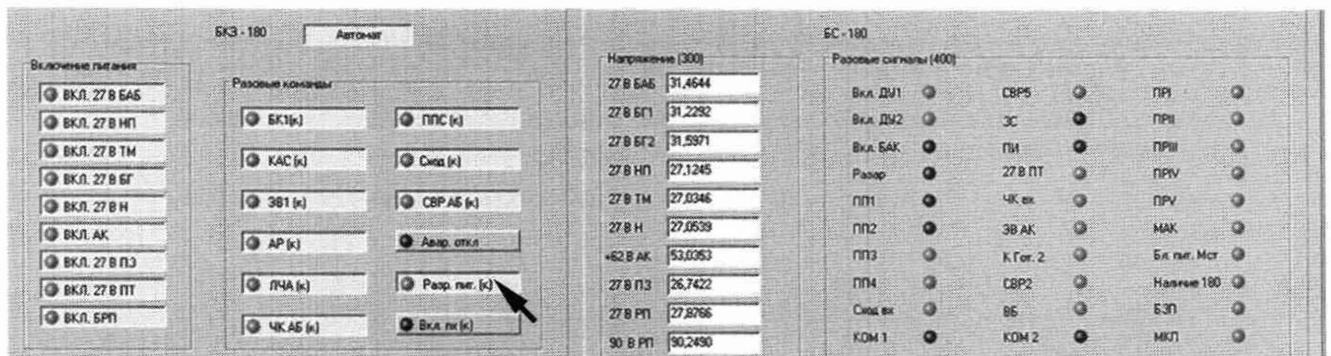 БКЗ - 180
Автомат
Включение питания
ВКЛ. 27 В БАБ
ВКЛ. 27 В НП
ВКЛ. 27 В ТМ
ВКЛ. 27 В БГ
ВКЛ. 27 В Н
ВКЛ. АК
ВКЛ. 27 В ПЗ
ВКЛ. 27 В ПТ
ВКЛ. БРП
Разовые команды
БК1(к)
КАС (к)
ЗВ1 (к)
АР (к)
ЛЧА (к)
ЧК АБ (к)
ППС (к)
Сход (к)
СВР АБ (к)
Авар. откл
Разр. пит. (к)
Вкл. пк (к)
Напряжение (300)
27 В БАБ 31,4644
27 В БГ1 31,2292
27 В БГ2 31,5971
27 В НП 27,1245
27 В ТМ 27,0346
27 В Н 27,0539
+62 В АК 53,0353
27 В ПЗ 26,7422
27 В РП 27,8766
90 В РП 90,2490
БС - 180
Разовые сигналы (400)
Вкл. ДУ1
Вкл. ДУ2
Вкл. БАК
Разар
ПП1
ПП2
ПП3
ПП4
Сход вх
КОМ 1
СВР5
ЗС
ПИ
27 В ПТ
ЧК вх
ЗВ АК
К Гот. 2
СВР2
ВБ
КОМ 2
ПРI
ПРII
ПРIII
ПРIV
ПРV
МАК
Бл. пит. Мст
Наличие 180
БЗП
МКП